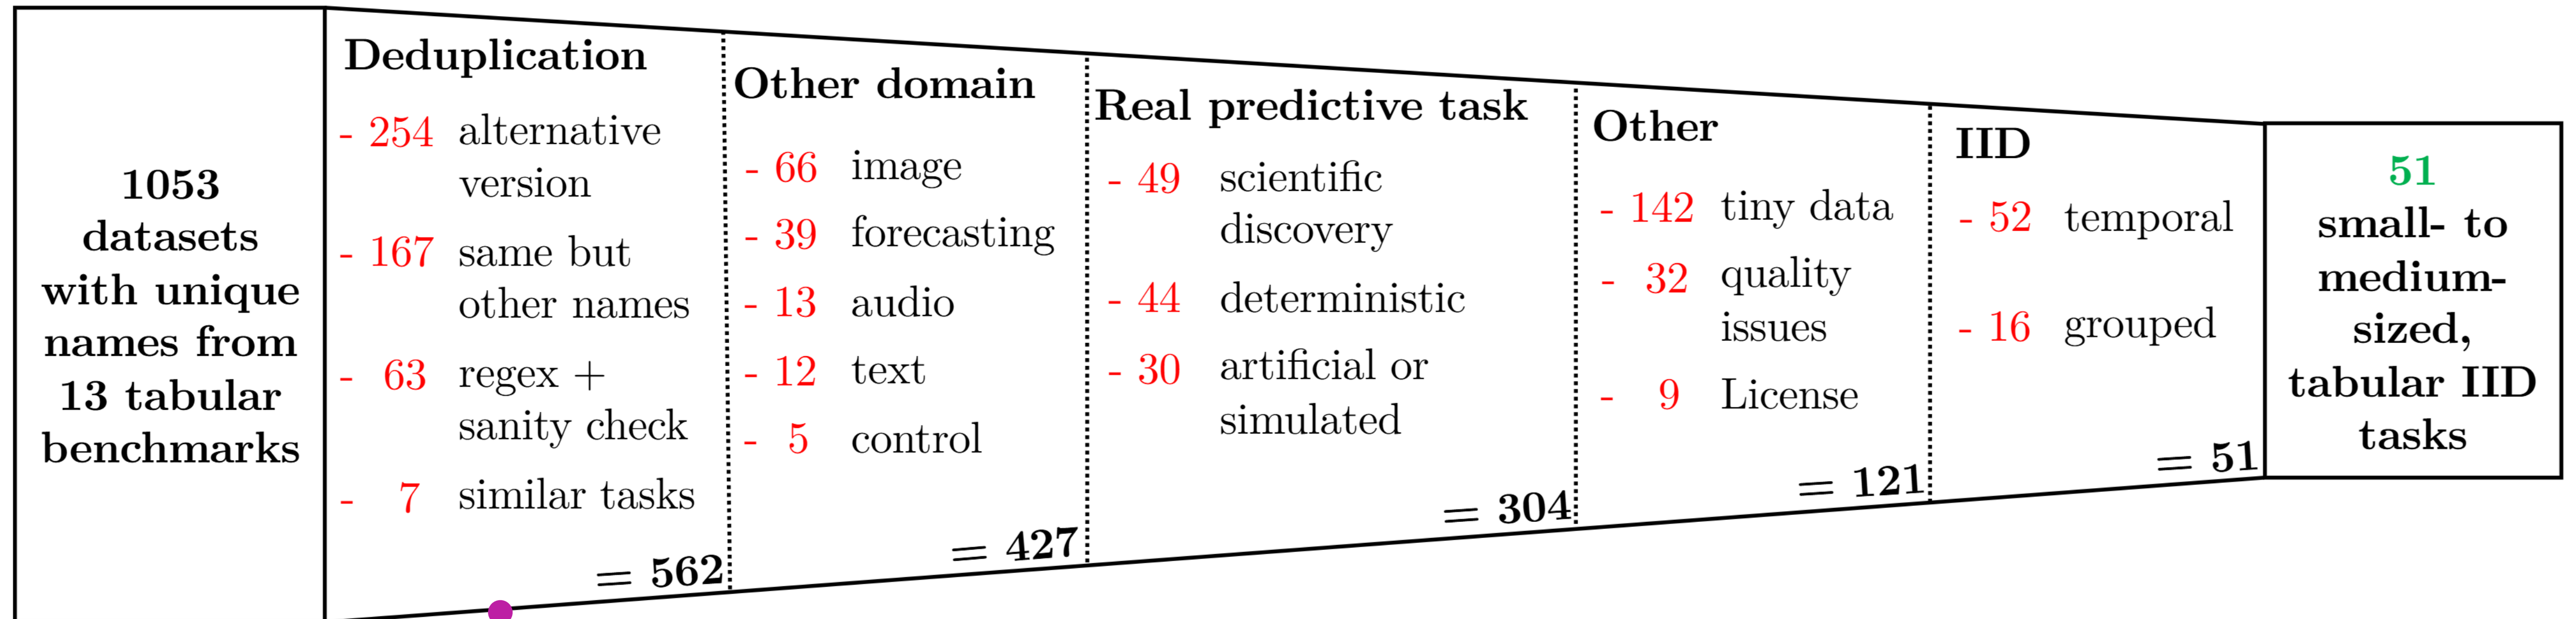 1053
datasets
with unique
names from
13 tabular
benchmarks
Deduplication
- 254 alternative
version
- 167 same but
other names
- 63 regex +
sanity check
- 7 similar tasks
= 562
Other domain
- 66 image
- 39 forecasting
- 13 audio
- 12 text
- 5 control
= 427
Real predictive task
- 49 scientific
discovery
- 44 deterministic
- 30 artificial or
simulated
= 304
Other
- 142 tiny data
- 32 quality
issues
- 9 License
= 121
IID
- 52 temporal
- 16 grouped
= 51
51
small- to
medium-
sized,
tabular IID
tasks